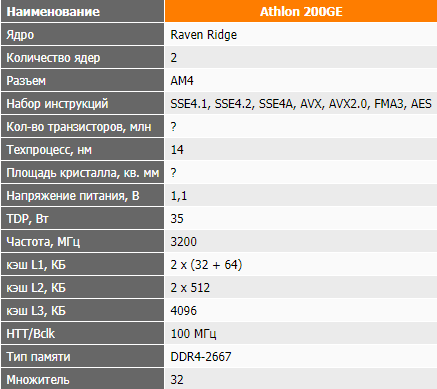 Наименование Athlon 200GE
Ядро Raven Ridge
Количество ядер 2
Разъем AM4
Набор инструкций SSE4.1, SSE4.2, SSE4A, AVX, AVX2.0, FMA3, AES
Кол-во транзисторов, млн ?
Техпроцесс, нм 14
Площадь кристалла, кв. мм ?
Напряжение питания, В 1,1
TDP, Вт 35
Частота, МГц 3200
кэш L1, КБ 2 x (32 + 64)
кэш L2, КБ 2 x 512
кэш L3, КБ 4096
HTT/Bclk 100 МГц
Тип памяти DDR4-2667
Множитель 32